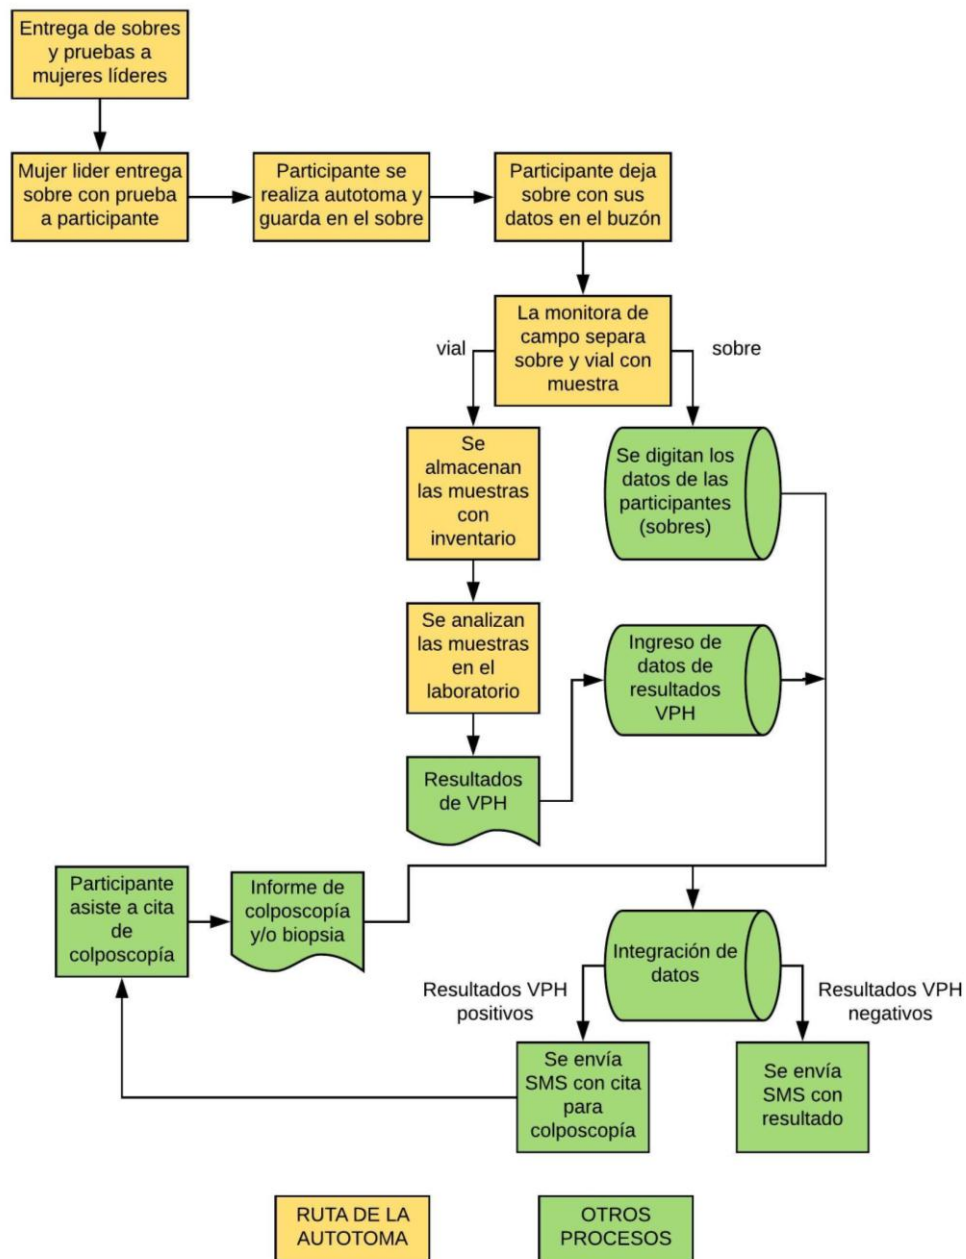 Entrega de sobres
y pruebas a
mujeres líderes
Mujer lider entrega
sobre con prueba
a participante
Participante se
realiza autotoma y
guarda en el sobre
Participante deja
sobre con sus
datos en el buzón
La monitora de
campo separa
sobre y vial con
muestra
vial
sobre
Se
almacenan
las muestras
con
inventario
Se digitan los
datos de las
participantes
(sobres)
Se analizan
las muestras
en el
laboratorio
Ingreso de
datos de
resultados
VPH
Resultados
de VPH
Participante
asiste a cita
de
colposcopía
Informe de
colposcopía
y/o biopsia
Integración de
datos
Resultados VPH
positivos
Resultados VPH
negativos
Se envía
SMS con cita
para
colposcopía
Se envía
SMS con
resultado
RUTA DE LA
AUTOTOMA
OTROS
PROCESOS